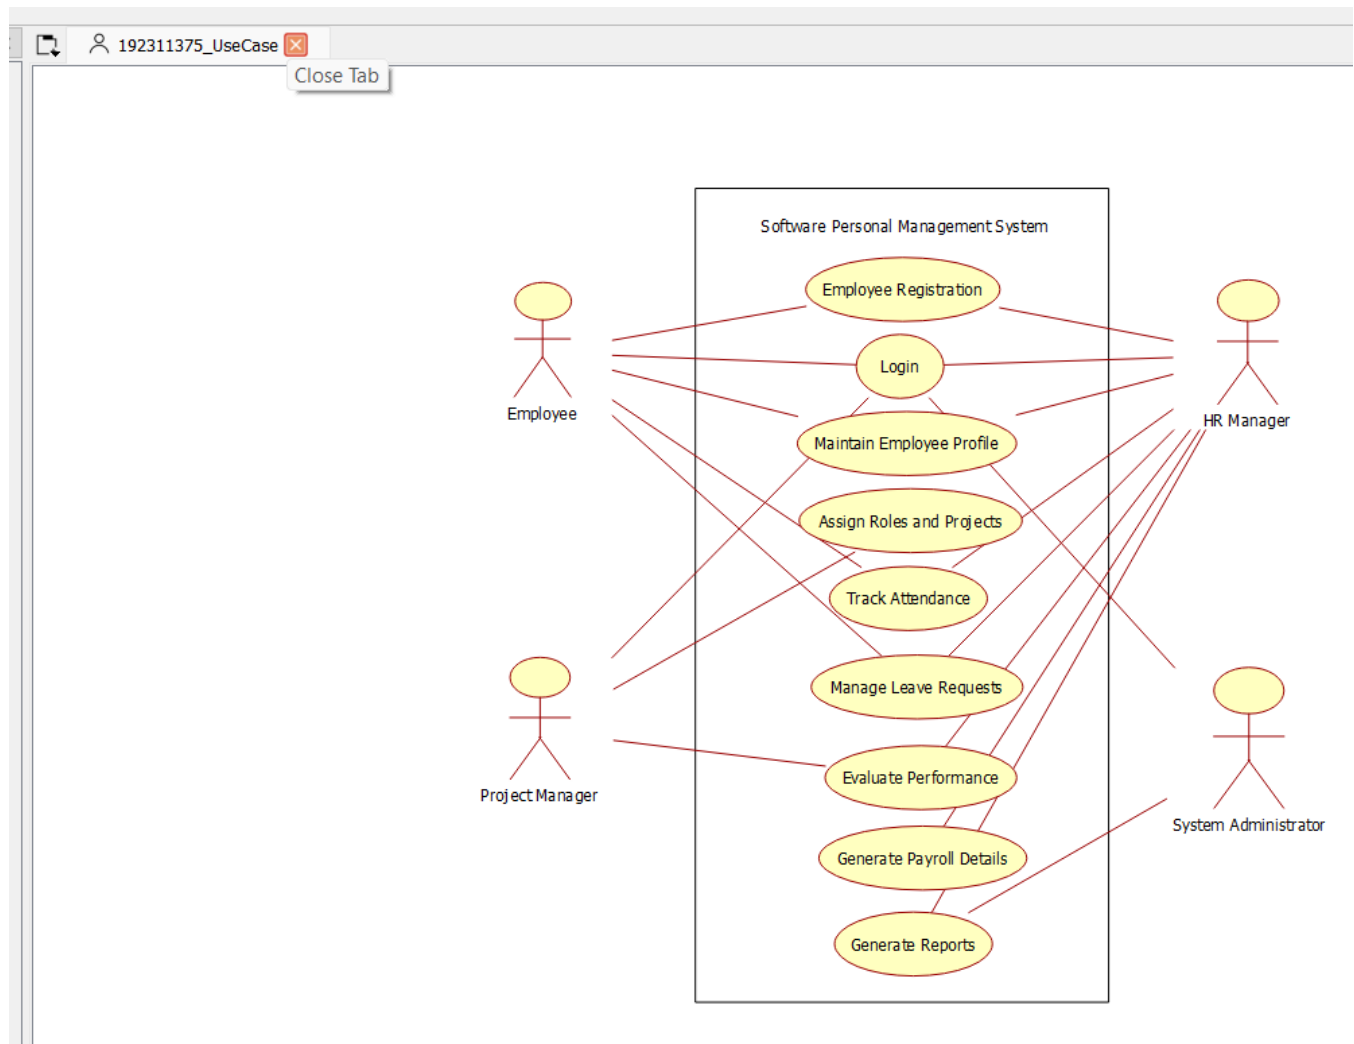 192311375_UseCase
Close Tab
Software Personal Management System
Employee Registration
Login
Employee
HR Manager
Maintain Employee Profile
Assign Roles and Projects
Track Attendance
Manage Leave Requests
Evaluate Performance
Project Manager
System Administrator
Generate Payroll Details
Generate Reports